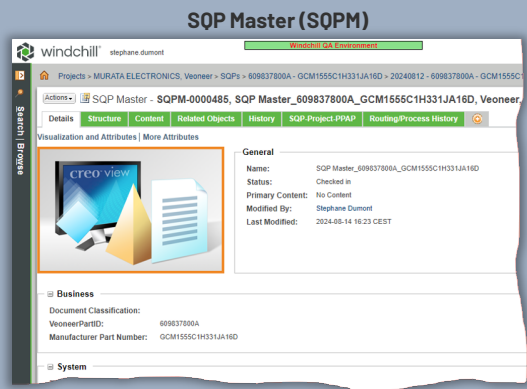 SQP Master (SQPM)
windchill® stephane.dumont
Windchill QA Environment
Projects > MURATA ELECTRONICS, Veoneer > SQPs > 609837800A - GCM1555C1H331JA16D > 20240812 - 609837800A - GCM1555C1
Actions SQP Master - SQPM-0000485, SQP Master_609837800A_GCM1555C1H331JA16D, Veoneer,
Details Structure Content Related Objects History SQP-Project-PPAP Routing/Process History
Search | Browse
Visualization and Attributes | More Attributes
creo view
General
Name: SQP Master_609837800A_GCM1555C1H331JA16D
Status: Checked in
Primary Content: No Content
Modified By: Stephane Dumont
Last Modified: 2024-08-14 16:23 CEST
Business
Document Classification:
VeoneerPartID: 609837800A
Manufacturer Part Number: GCM1555C1H331JA16D
System